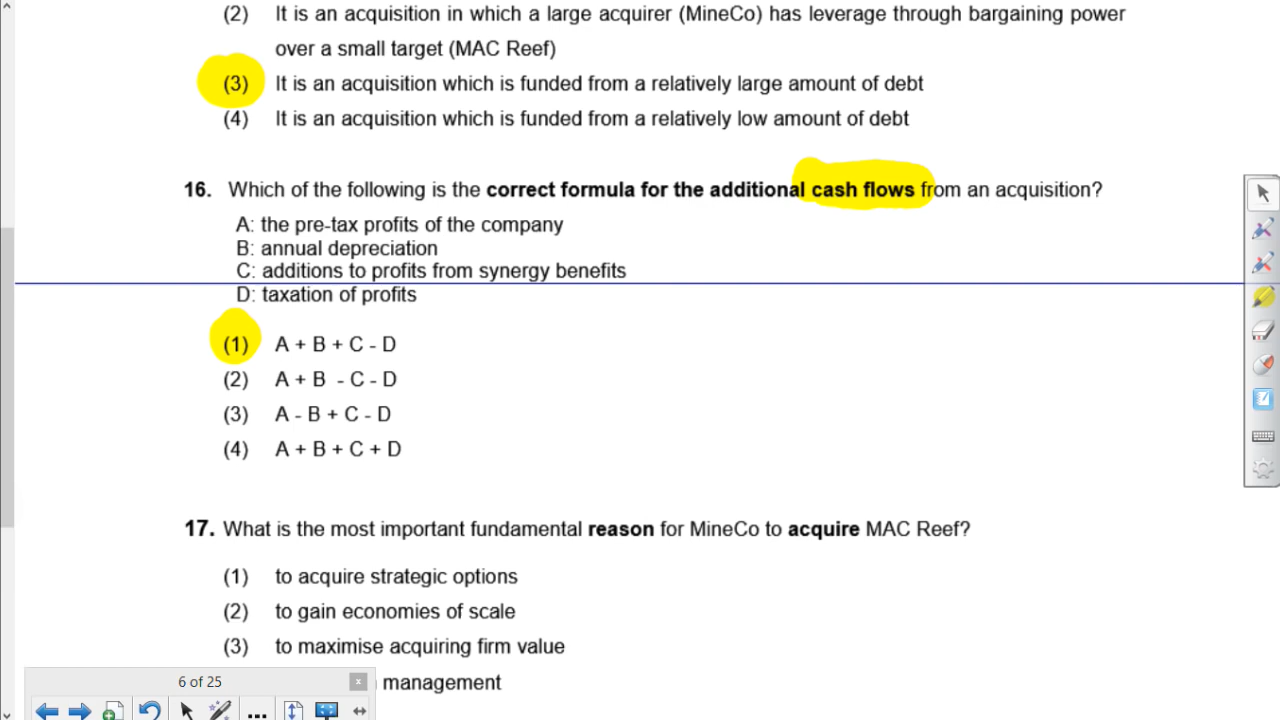 (2) It is an acquisition in which a large acquirer (MineCo) has leverage through bargaining power
over a small target (MAC Reef)
(3) It is an acquisition which is funded from a relatively large amount of debt
(4) It is an acquisition which is funded from a relatively low amount of debt
16. Which of the following is the correct formula for the additional cash flows from an acquisition?
A: the pre-tax profits of the company
B: annual depreciation
C: additions to profits from synergy benefits
D: taxation of profits
(1) A + B + C - D
(2) A + B - C - D
(3) A - B + C - D
(4) A + B + C + D
17. What is the most important fundamental reason for MineCo to acquire MAC Reef?
(1) to acquire strategic options
(2) to gain economies of scale
(3) to maximise acquiring firm value
management
6 of 25